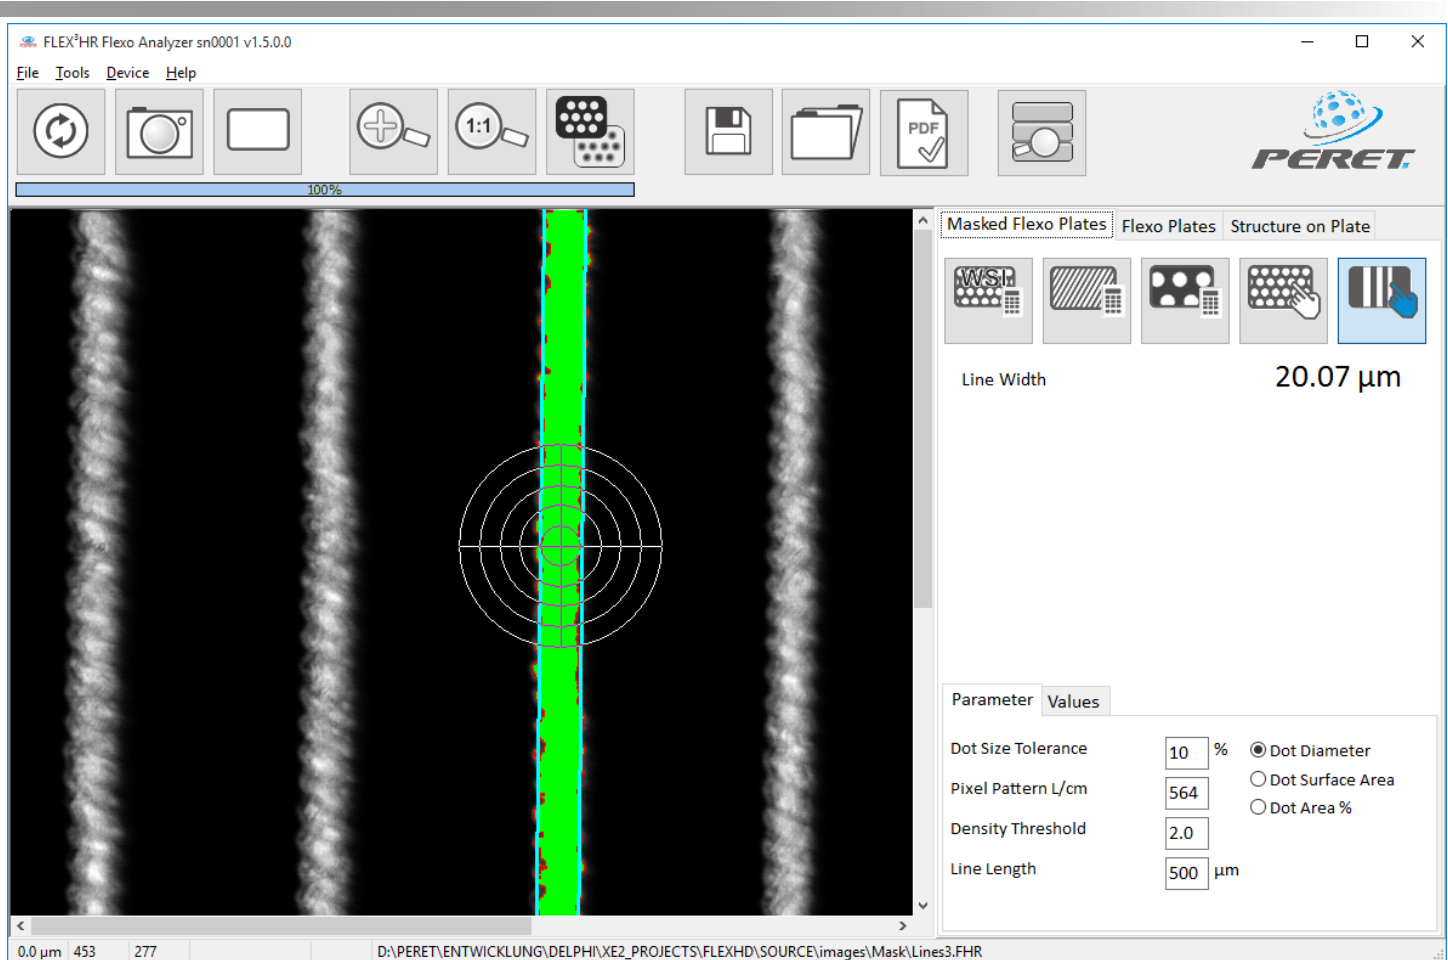 FLEX³HR Flexo Analyzer sn0001 v1.5.0.0
File Tools Device Help
1:1
PDF
PERET.
100%
Masked Flexo Plates Flexo Plates Structure on Plate
WSI
Line Width 20.07 µm
Parameter Values
Dot Size Tolerance 10 % Dot Diameter
Pixel Pattern L/cm 564 Dot Surface Area
Dot Area %
Density Threshold 2.0
Line Length 500 µm
0.0 µm 453 277 D:\PERET\ENTWICKLUNG\DELPHI\XE2_PROJECTS\FLEXHD\SOURCE\images\Mask\Lines3.FHR